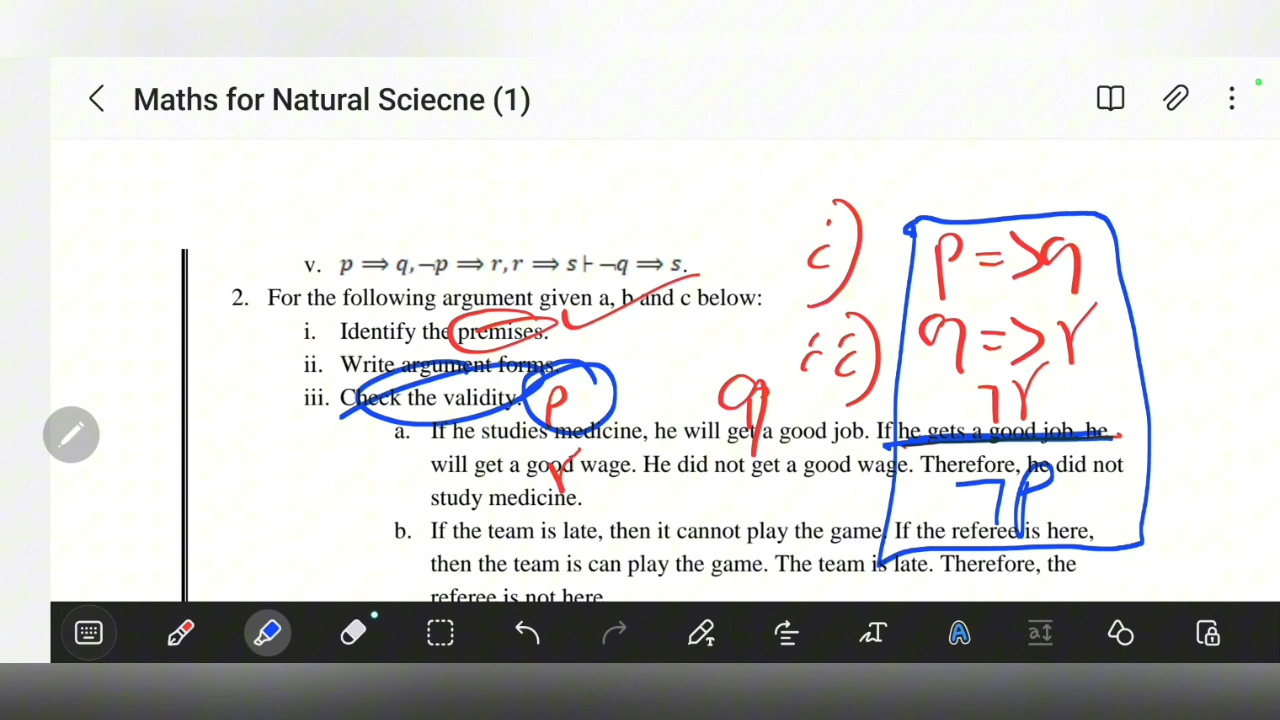 Maths for Natural Sciecne (1)
v. p ⟹ q, ¬p ⟹ r, r ⟹ s ⊢ ¬q ⟹ s.
2. For the following argument given a, b and c below:
i. Identify the premises.
ii. Write argument forms.
iii. Check the validity.
p
q
a. If he studies medicine, he will get a good job. If he gets a good job, he
will get a good wage. He did not get a good wage. Therefore, he did not
r
study medicine.
b. If the team is late, then it cannot play the game. If the referee is here,
then the team is can play the game. The team is late. Therefore, the
referee is not here.
i)
p=>q
ii)
q=>r
¬r
¬p
A